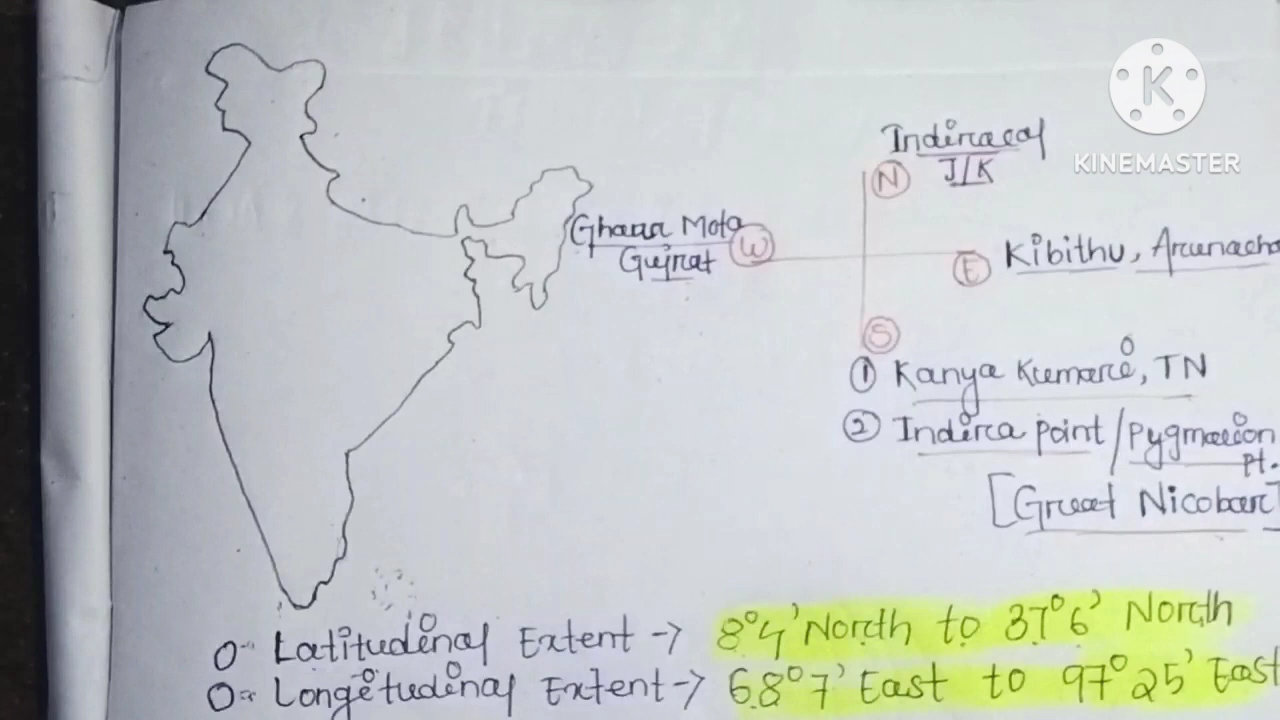 K
KINEMASTER
Indiracol
J/K
N
Ghaur Mota
W
Gujrat
E
Kibithu, Arunacha
S
① Kanya Kumari, TN
② Indira point / Pygmalion
pt.
[Great Nicobar]
Latitudinal Extent → 8°4' North to 37°6' North
Longitudinal Extent → 68°7' East to 97°25' East